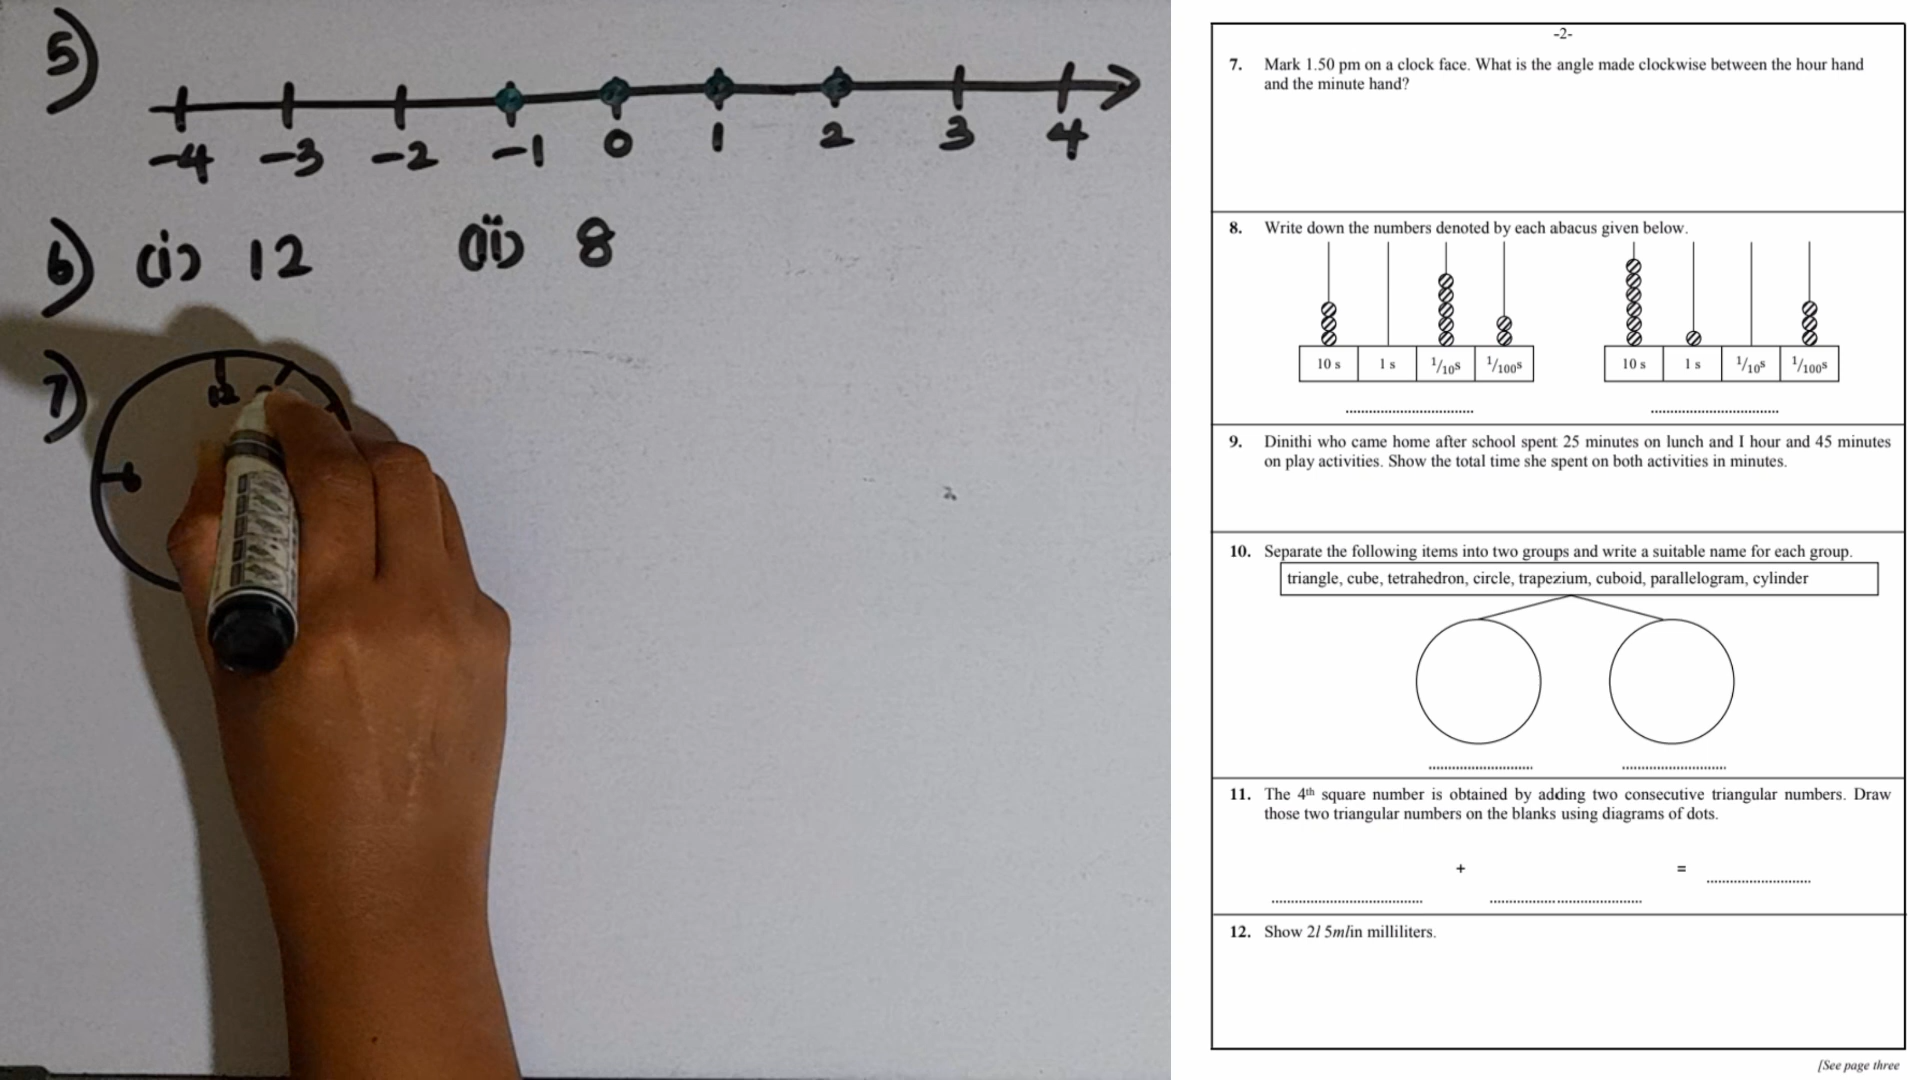 5)
-4 -3 -2 -1 0 1 2 3 4
6) (i) 12 (ii) 8
7)
12
-2-
7. Mark 1.50 pm on a clock face. What is the angle made clockwise between the hour hand
and the minute hand?
8. Write down the numbers denoted by each abacus given below.
10 s 1 s 1/10s 1/100s 10 s 1 s 1/10s 1/100s
9. Dinithi who came home after school spent 25 minutes on lunch and I hour and 45 minutes
on play activities. Show the total time she spent on both activities in minutes.
10. Separate the following items into two groups and write a suitable name for each group.
triangle, cube, tetrahedron, circle, trapezium, cuboid, parallelogram, cylinder
11. The 4th square number is obtained by adding two consecutive triangular numbers. Draw
those two triangular numbers on the blanks using diagrams of dots.
+ =
12. Show 2l 5mlin milliliters.
[See page three